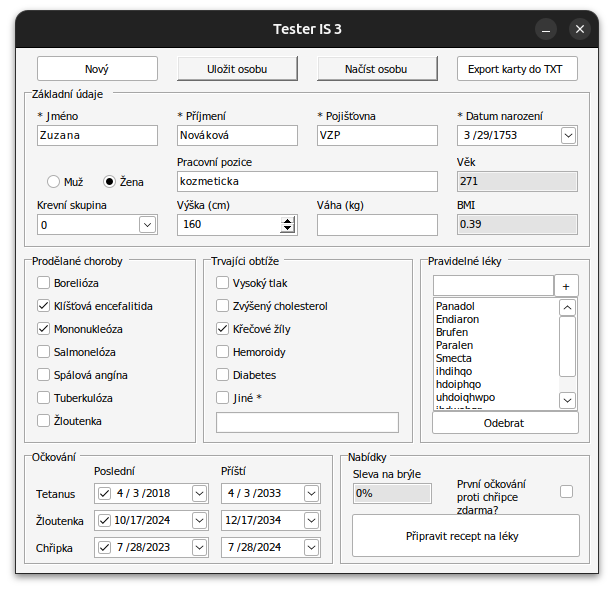 Tester IS 3
Nový Uložit osobu Načíst osobu Export karty do TXT
Základní údaje
* Jméno * Příjmení * Pojišťovna * Datum narození
Zuzana Nováková VZP 3 /29/1753
Pracovní pozice Věk
Muž Žena kozmeticka 271
Krevní skupina Výška (cm) Váha (kg) BMI
0 160 0.39
Prodělané choroby
Borelióza
Klíšťová encefalitida
Mononukleóza
Salmonelóza
Spálová angína
Tuberkulóza
Žloutenka
Trvající obtíže
Vysoký tlak
Zvýšený cholesterol
Křečové žíly
Hemoroidy
Diabetes
Jiné *
Pravidelné léky
+
Panadol
Endiaron
Brufen
Paralen
Smecta
ihdihqo
hdoiphqo
uhdoiqhwpo
Odebrat
Očkování
Poslední Příští
Tetanus 4 / 3 /2018 4 / 3 /2033
Žloutenka 10/17/2024 12/17/2034
Chřipka 7 /28/2023 7 /28/2024
Nabídky
Sleva na brýle
0%
První očkování
proti chřipce
zdarma?
Připravit recept na léky